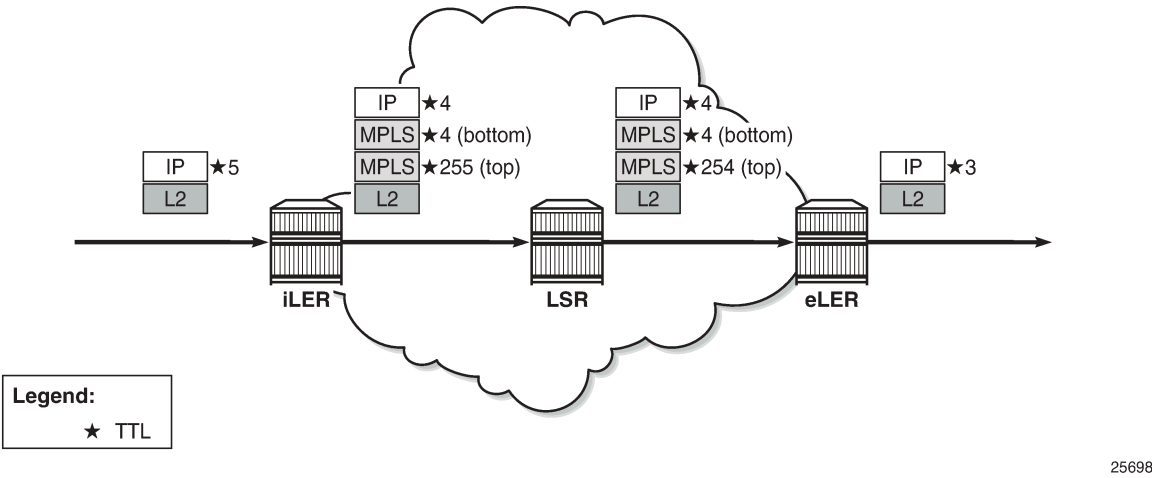 IP ★4
MPLS ★4 (bottom)
MPLS ★255 (top)
L2
IP ★4
MPLS ★4 (bottom)
MPLS ★254 (top)
L2
IP ★5
L2
IP ★3
L2
iLER
LSR
eLER
Legend:
★ TTL
25698